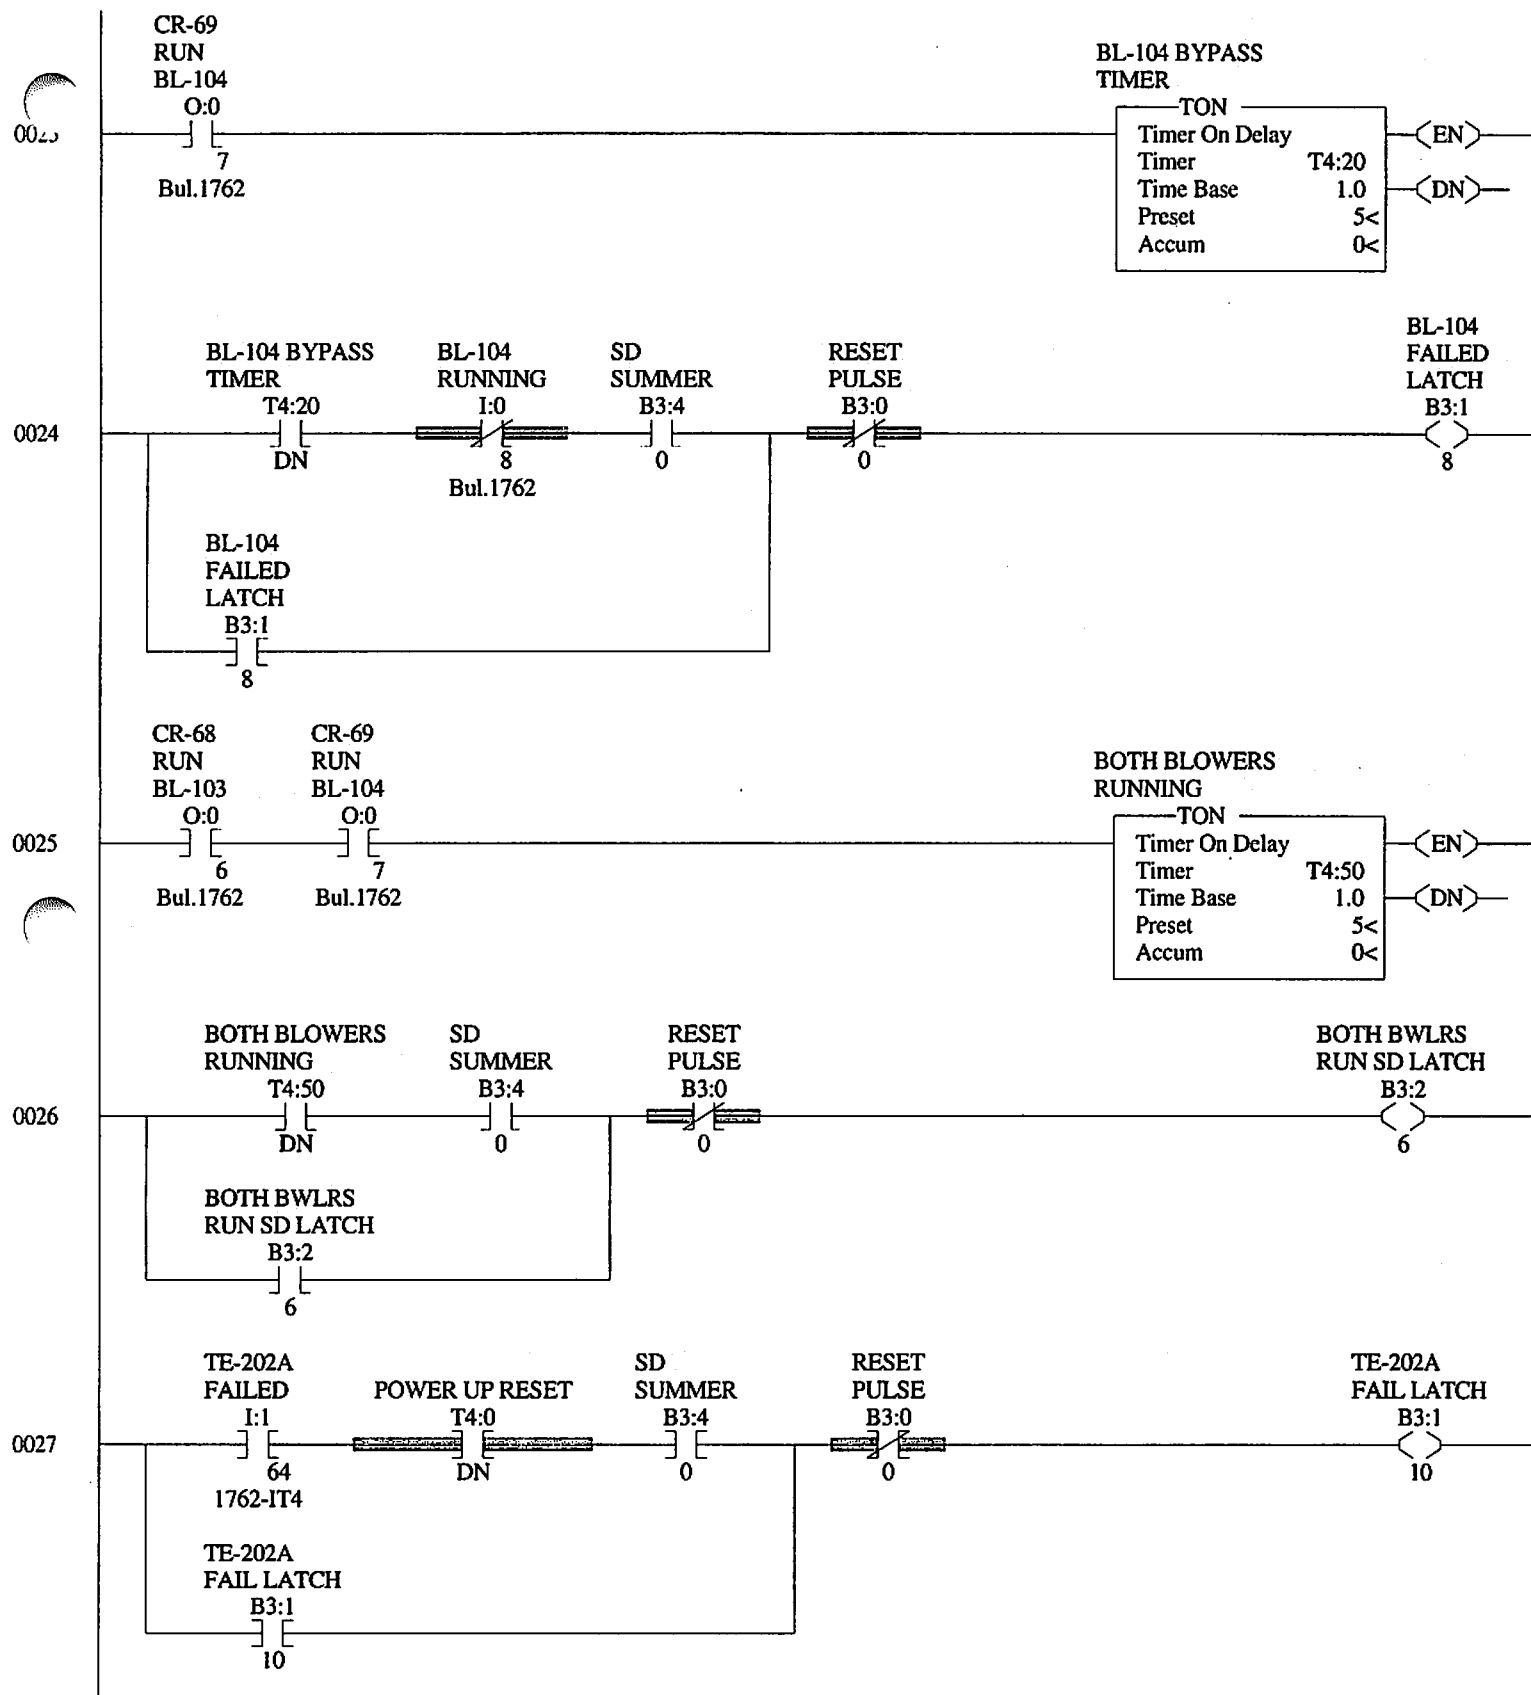 CR-69
RUN
BL-104
O:0
7
Bul.1762
BL-104 BYPASS
TIMER
TON
Timer On Delay
Timer T4:20
Time Base 1.0
Preset 5<
Accum 0<
EN
DN
0024
BL-104 BYPASS
TIMER
T4:20
DN
BL-104
RUNNING
I:0
8
Bul.1762
SD
SUMMER
B3:4
0
RESET
PULSE
B3:0
0
BL-104
FAILED
LATCH
B3:1
8
BL-104
FAILED
LATCH
B3:1
8
0025
CR-68
RUN
BL-103
O:0
6
Bul.1762
CR-69
RUN
BL-104
O:0
7
Bul.1762
BOTH BLOWERS
RUNNING
TON
Timer On Delay
Timer T4:50
Time Base 1.0
Preset 5<
Accum 0<
EN
DN
0026
BOTH BLOWERS
RUNNING
T4:50
DN
SD
SUMMER
B3:4
0
RESET
PULSE
B3:0
0
BOTH BWLRS
RUN SD LATCH
B3:2
6
BOTH BWLRS
RUN SD LATCH
B3:2
6
0027
TE-202A
FAILED
I:1
64
1762-IT4
POWER UP RESET
T4:0
DN
SD
SUMMER
B3:4
0
RESET
PULSE
B3:0
0
TE-202A
FAIL LATCH
B3:1
10
TE-202A
FAIL LATCH
B3:1
10